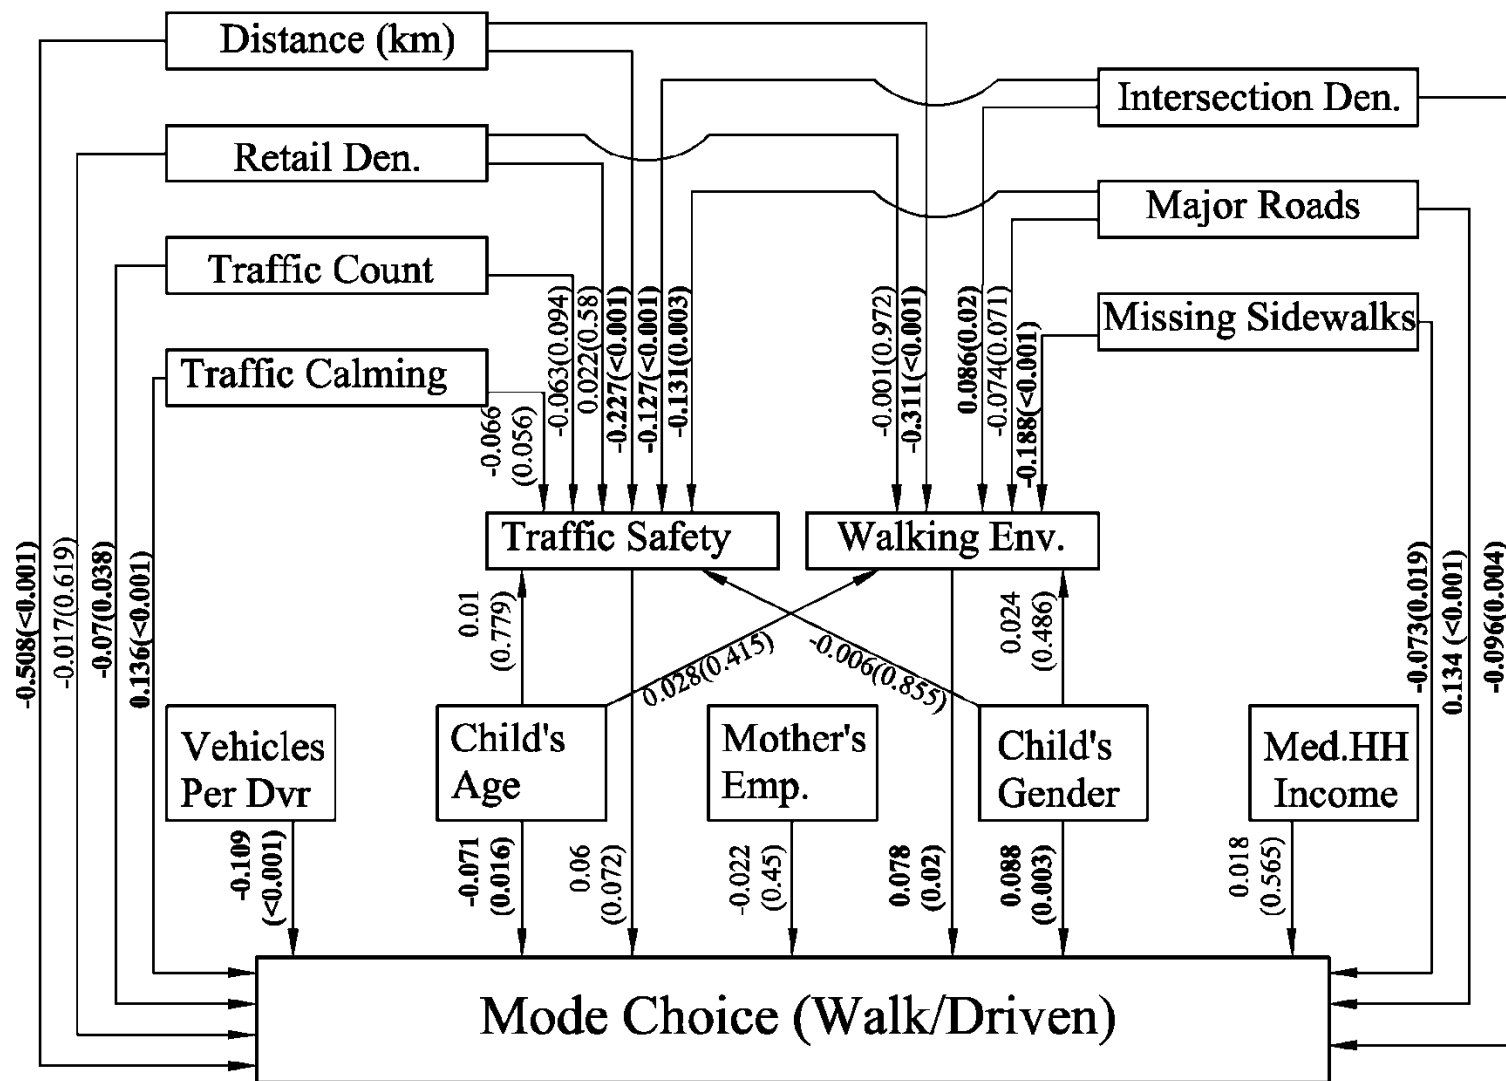 Distance (km)
Intersection Den.
Retail Den.
Major Roads
Traffic Count
Missing Sidewalks
Traffic Calming
-0.066
(0.056)
-0.063(0.094)
0.022(0.58)
-0.227(<0.001)
-0.127(<0.001)
-0.131(0.003)
-0.001(0.972)
-0.311(<0.001)
0.086(0.02)
-0.074(0.071)
-0.188(<0.001)
Traffic Safety
Walking Env.
-0.508(<0.001)
-0.017(0.619)
-0.07(0.038)
0.136(<0.001)
0.01
(0.779)
0.028(0.415)
-0.006(0.855)
0.024
(0.486)
-0.073(0.019)
0.134 (<0.001)
-0.096(0.004)
Vehicles
Per Dvr
Child's
Age
Mother's
Emp.
Child's
Gender
Med.HH
Income
-0.109
(<0.001)
-0.071
(0.016)
0.06
(0.072)
-0.022
(0.45)
0.078
(0.02)
0.088
(0.003)
0.018
(0.565)
Mode Choice (Walk/Driven)